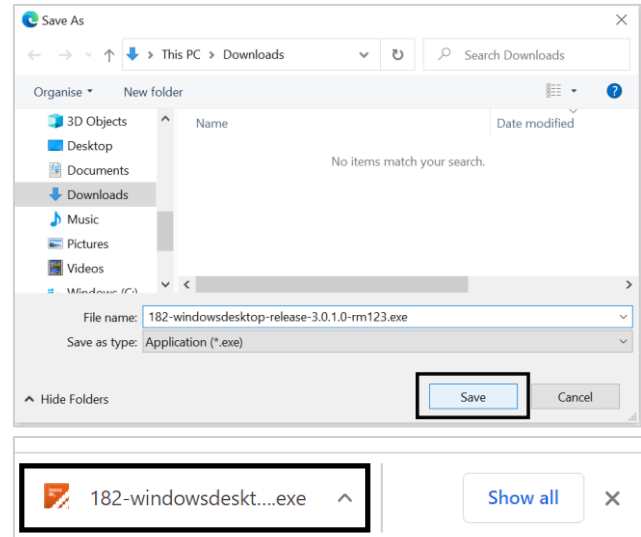 Save As
This PC > Downloads
Search Downloads
Organise
New folder
3D Objects
Desktop
Documents
Downloads
Music
Pictures
Videos
Windows (C:)
Name
Date modified
No items match your search.
File name: 182-windowsdesktop-release-3.0.1.0-rm123.exe
Save as type: Application (*.exe)
Hide Folders
Save
Cancel
182-windowsdeskt....exe
Show all